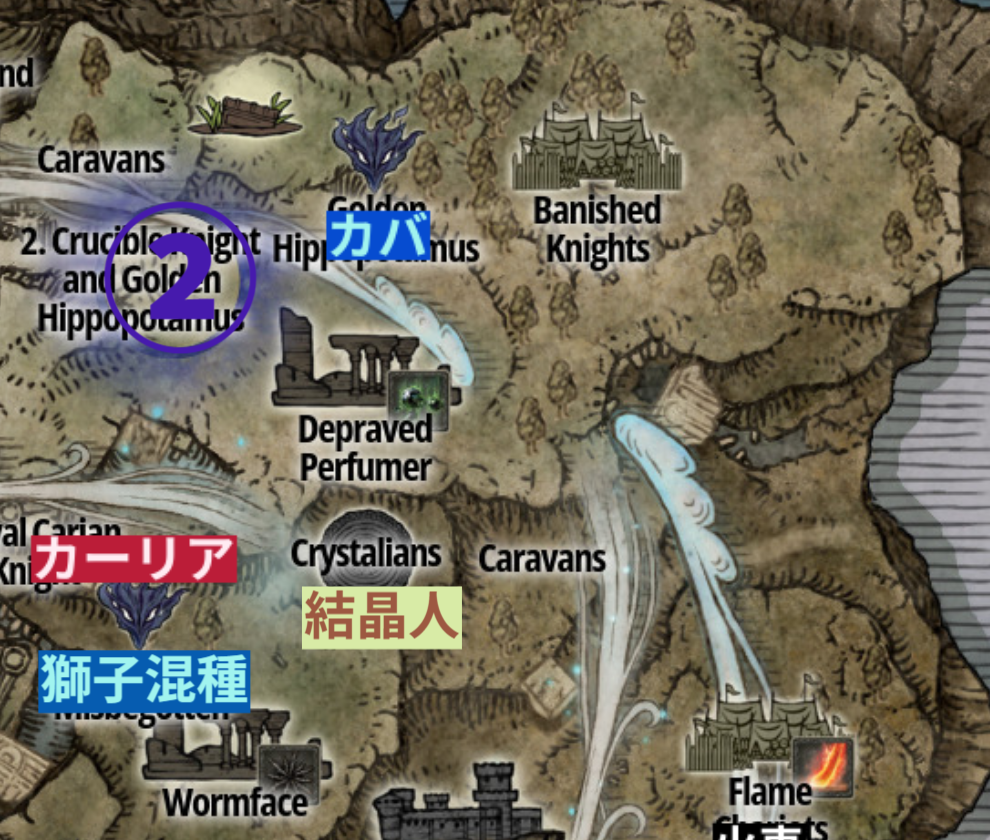 nd
Caravans
Golden
カバ
Banished
Knights
2. Crucible Knight
and Golden
Hippopotamus
2
Depraved
Perfumer
Crystalians
Caravans
カーリア
結晶人
獅子混種
Misbegotten
Wormface
Flame